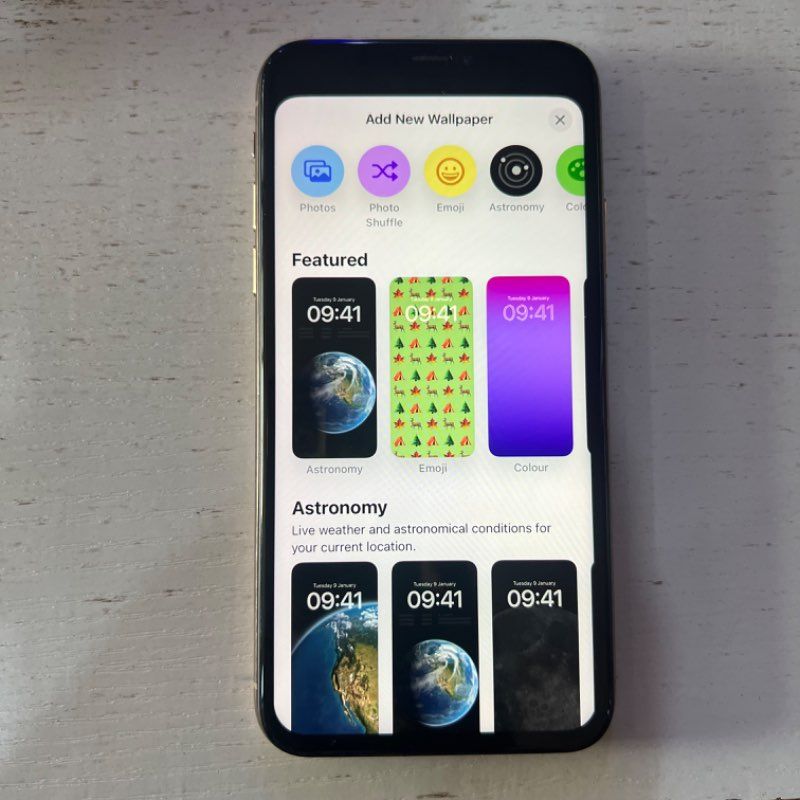 Add New Wallpaper
Photos
Photo
Shuffle
Emoji
Astronomy
Featured
Tuesday 9 January
09:41
Tuesday 9 January
09:41
Tuesday 9 January
09:41
Astronomy
Emoji
Colour
Astronomy
Live weather and astronomical conditions for
your current location.
Tuesday 9 January
09:41
Tuesday 9 January
09:41
Tuesday 9 January
09:41